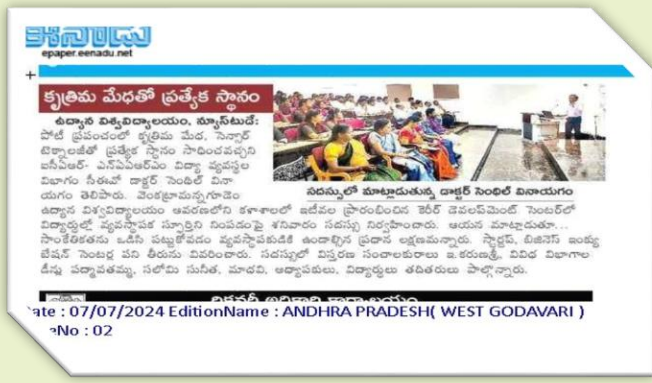 ఈనాడు
epaper.eenadu.net
కృత్రిమ మేధతో ప్రత్యేక స్థానం
ఉద్యాన విశ్వవిద్యాలయం, న్యూస్‌టుడే:
పోటీ ప్రపంచంలో కృత్రిమ మేధ, సెన్సార్
టెక్నాలజీతో ప్రత్యేక స్థానం సాధించవచ్చని
ఐసీఏఆర్- ఎన్ఏఏఆర్ఎం విద్యా వ్యవస్థల
విభాగం సీఈవో డాక్టర్ సెంథిల్ వినా
యగం తెలిపారు. వెంకట్రామన్నగూడెం
సదస్సులో మాట్లాడుతున్న డాక్టర్ సెంథిల్ వినాయగం
ఉద్యాన విశ్వవిద్యాలయం ఆవరణలోని కళాశాలలో ఇటీవల ప్రారంభించిన కెరీర్ డెవలప్‌మెంట్ సెంటర్‌లో
విద్యార్థుల్లో వ్యవస్థాపక స్ఫూర్తిని నింపడంపై శనివారం సదస్సు నిర్వహించారు. ఆయన మాట్లాడుతూ...
సాంకేతికతను ఒడిసి పట్టుకోవడం వ్యవస్థాపకుడికి ఉండాల్సిన ప్రధాన లక్షణమన్నారు. స్టార్టప్, బిజినెస్ ఇంక్యు
బేషన్ సెంటర్ల పని తీరును వివరించారు. సదస్సులో విస్తరణ సంచాలకురాలు ఇ.కరుణశ్రీ, వివిధ విభాగాల
డీన్లు పద్మావతమ్మ, సలోమి సునీత, మాధవి, ఆధ్యాపకులు, విద్యార్థులు తదితరులు పాల్గొన్నారు.
ate : 07/07/2024 EditionName : ANDHRA PRADESH( WEST GODAVARI )
eNo : 02